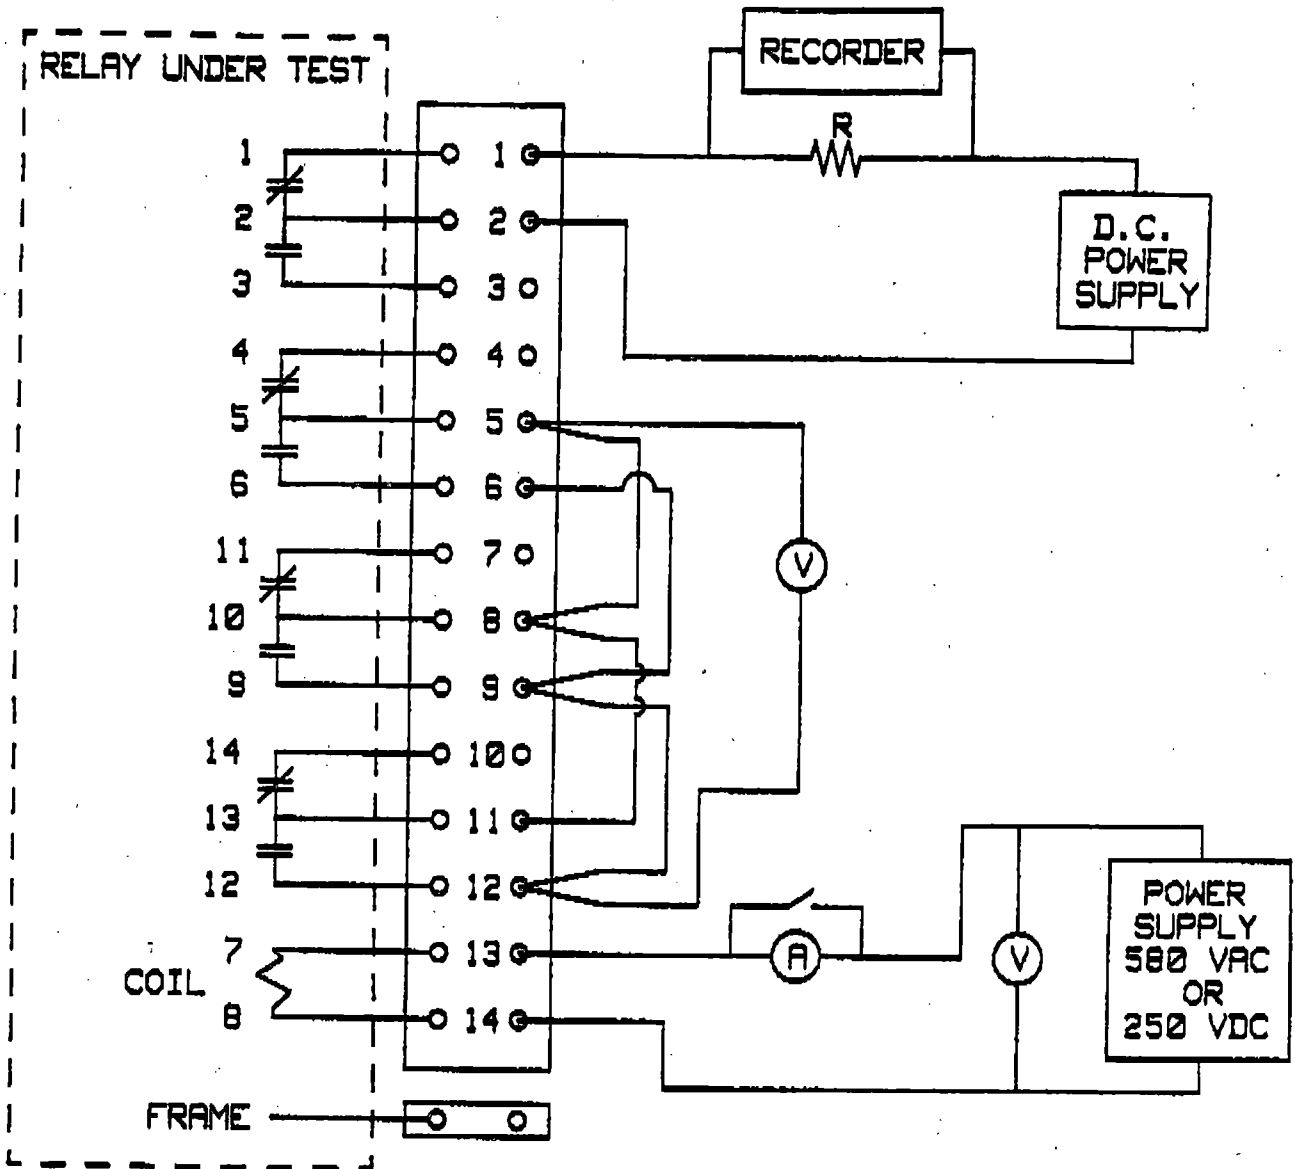 RELAY UNDER TEST
RECORDER
R
D.C.
POWER
SUPPLY
1 1
2 2
3 3
4 4
5 5
6 6
11 7
10 8
9 9
14 10
13 11
12 12
7 13
COIL
8 14
FRAME
V
A
V
POWER
SUPPLY
580 VAC
OR
250 VDC